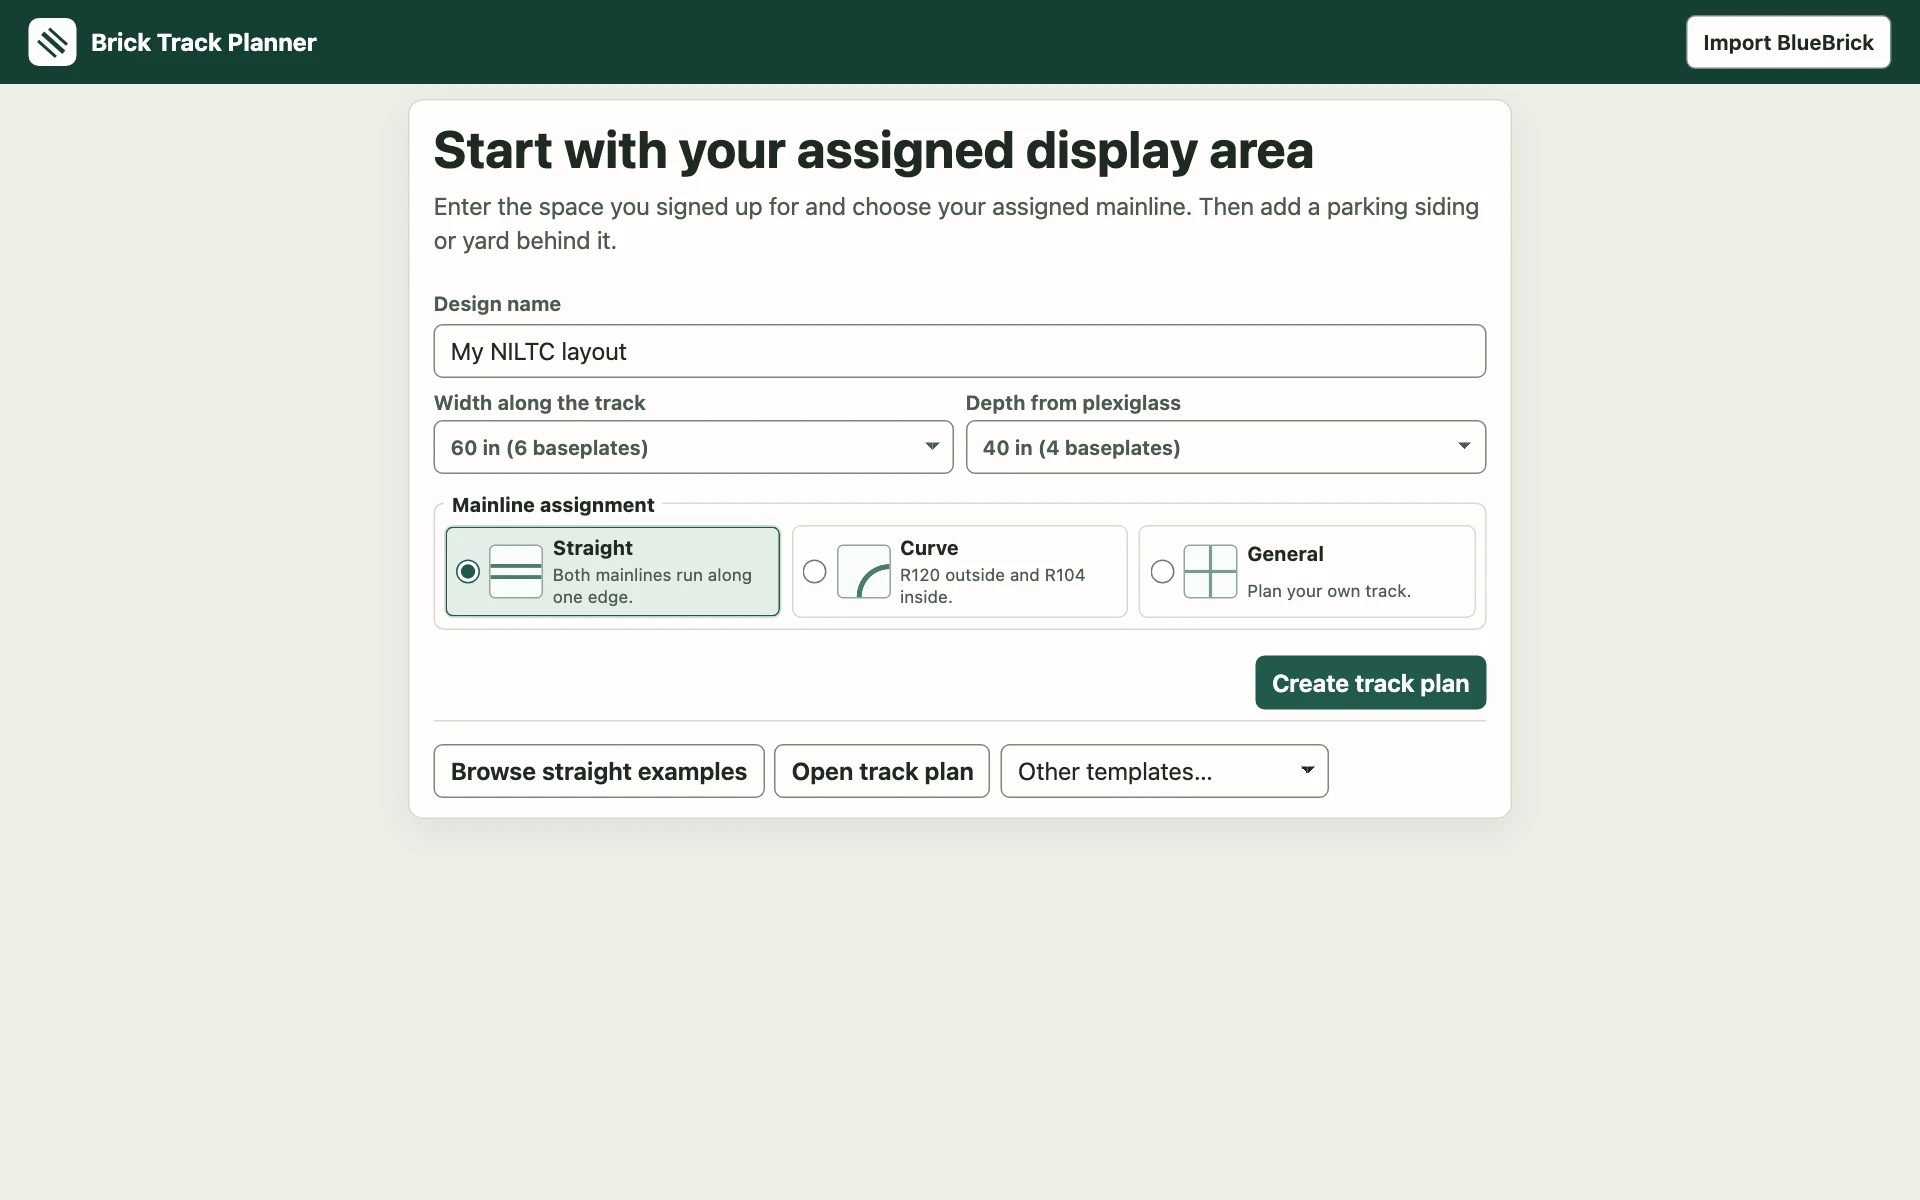 Brick Track Planner
Import BlueBrick
Start with your assigned display area
Enter the space you signed up for and choose your assigned mainline. Then add a parking siding
or yard behind it.
Design name
My NILTC layout
Width along the track
Depth from plexiglass
60 in (6 baseplates)
40 in (4 baseplates)
Mainline assignment
Straight
Both mainlines run along
one edge.
Curve
R120 outside and R104
inside.
General
Plan your own track.
Create track plan
Browse straight examples
Open track plan
Other templates...